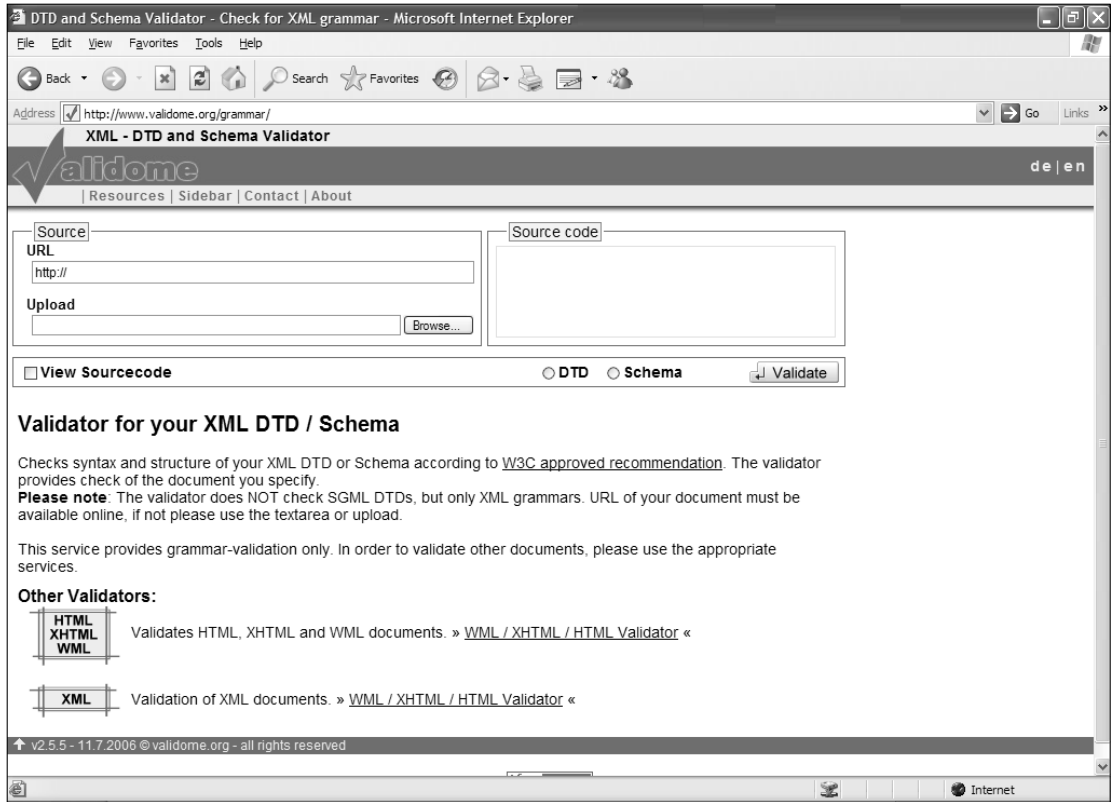 DTD and Schema Validator - Check for XML grammar - Microsoft Internet Explorer
File Edit View Favorites Tools Help
Back Search Favorites
Address http://www.validome.org/grammar/ Go Links »
XML - DTD and Schema Validator
Validome de|en
|Resources | Sidebar | Contact | About
Source Source code
URL
http://
Upload
Browse...
View Sourcecode DTD Schema Validate
Validator for your XML DTD / Schema
Checks syntax and structure of your XML DTD or Schema according to W3C approved recommendation. The validator
provides check of the document you specify.
Please note: The validator does NOT check SGML DTDs, but only XML grammars. URL of your document must be
available online, if not please use the textarea or upload.
This service provides grammar-validation only. In order to validate other documents, please use the appropriate
services.
Other Validators:
HTML
XHTML
WML
Validates HTML, XHTML and WML documents. » WML / XHTML / HTML Validator «
XML Validation of XML documents. » WML / XHTML / HTML Validator «
v2.5.5 - 11.7.2006 © validome.org - all rights reserved
Internet